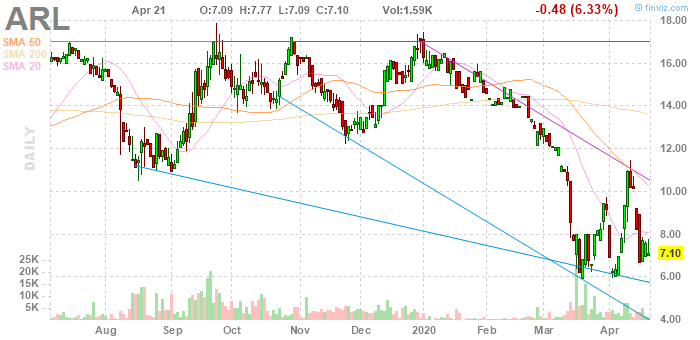 ARL Apr 21 O:7.09 H:7.77 L:7.09 C:7.10 Vol:1.59K -0.48 (6.33%) © finviz.com
SMA 50
SMA 200
SMA 20
DAILY
18.00
16.00
14.00
12.00
10.00
8.00
7.10
6.00
4.00
25K
20K
15K
10K
5K
Aug Sep Oct Nov Dec 2020 Feb Mar Apr